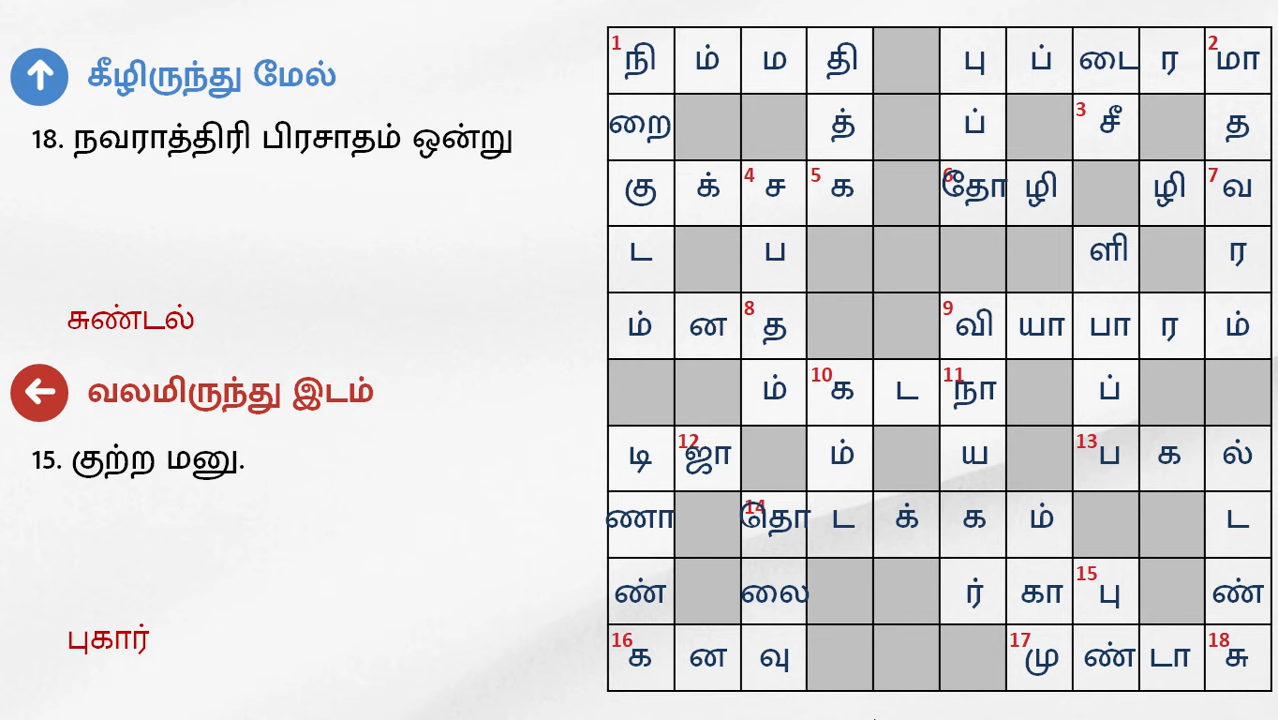 கீழிருந்து மேல்
18. நவராத்திரி பிரசாதம் ஒன்று
சுண்டல்
வலமிருந்து இடம்
15. குற்ற மனு.
புகார்
1 நி ம் ம தி பு ப் டை ர 2 மா
றை த் ப் 3 சீ த
கு க் 4 ச 5 க 6 தோ ழி ழி 7 வ
ட ப ளி ர
ம் ன 8 த 9 வி யா பா ர ம்
ம் 10 க ட 11 நா ப்
டி 12 ஜா ம் ய 13 ப க ல்
ணா 14 தொ ட க் க ம் ட
ண் லை ர் கா 15 பு ண்
16 க ன வு 17 மு ண் டா 18 சு